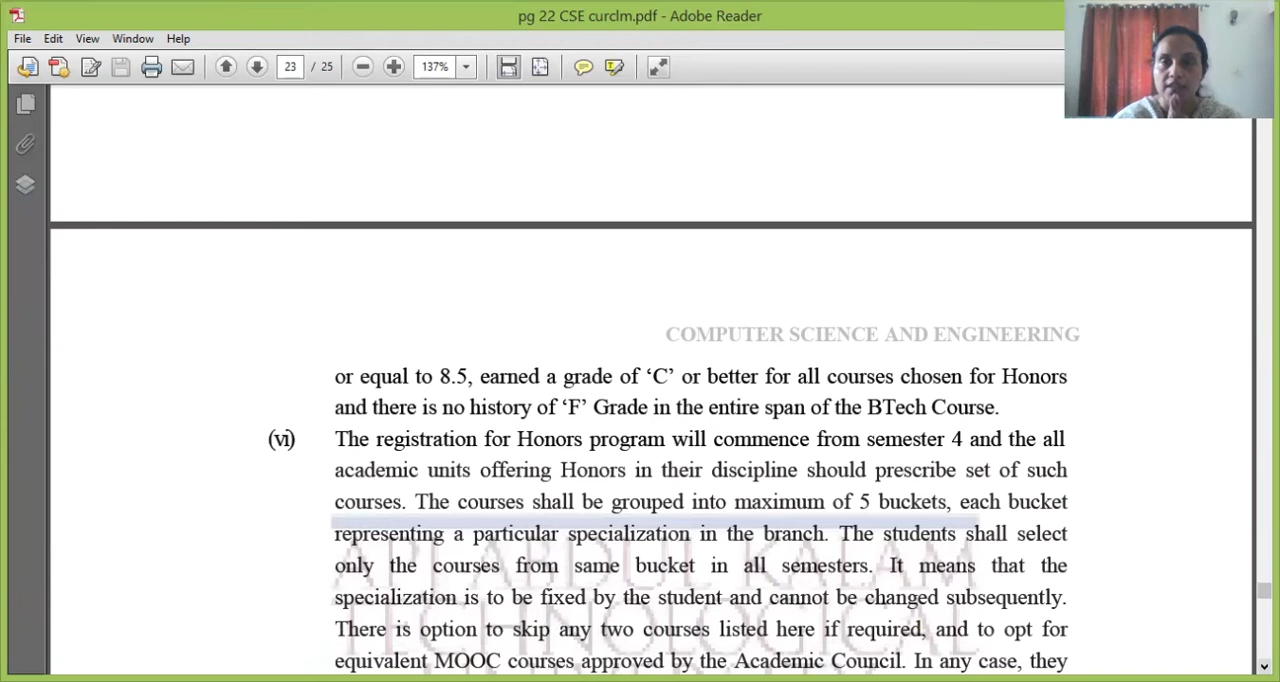 pg 22 CSE curclm.pdf - Adobe Reader
File Edit View Window Help
23 / 25 137%
COMPUTER SCIENCE AND ENGINEERING
or equal to 8.5, earned a grade of ‘C’ or better for all courses chosen for Honors
and there is no history of ‘F’ Grade in the entire span of the BTech Course.
(vi) The registration for Honors program will commence from semester 4 and the all
academic units offering Honors in their discipline should prescribe set of such
courses. The courses shall be grouped into maximum of 5 buckets, each bucket
representing a particular specialization in the branch. The students shall select
only the courses from same bucket in all semesters. It means that the
specialization is to be fixed by the student and cannot be changed subsequently.
There is option to skip any two courses listed here if required, and to opt for
equivalent MOOC courses approved by the Academic Council. In any case, they
API ABDUL KALAM
TECHNOLOGICAL